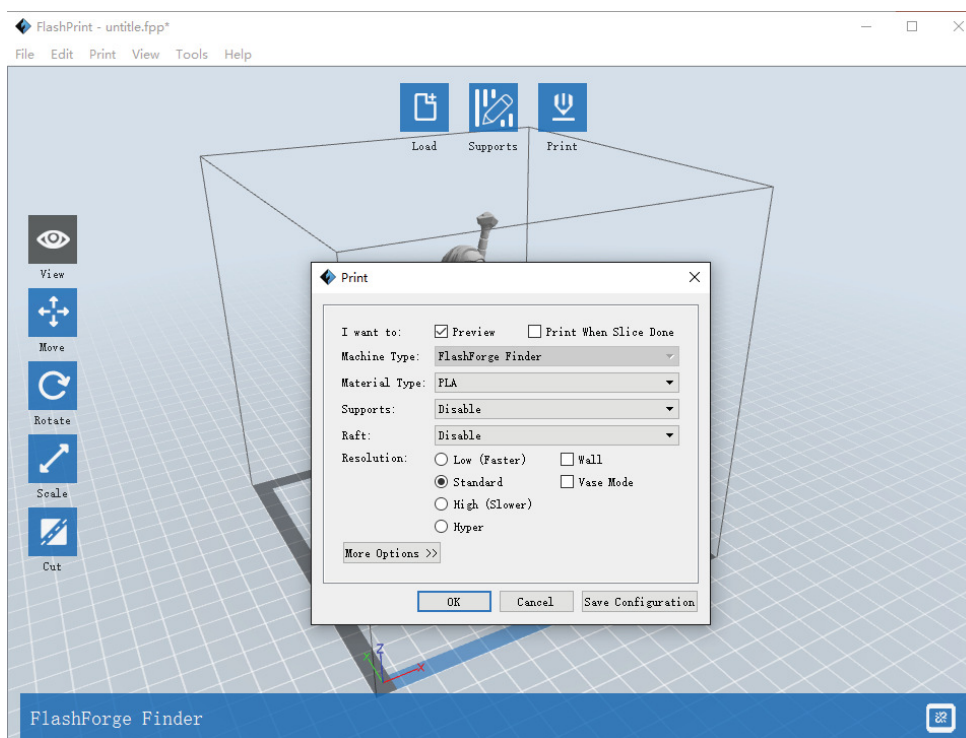 FlashPrint - untitle.fpp*
File Edit Print View Tools Help
Load Supports Print
View
Move
Rotate
Scale
Cut
Print
I want to: Preview Print When Slice Done
Machine Type: FlashForge Finder
Material Type: PLA
Supports: Disable
Raft: Disable
Resolution: Low (Faster) Wall
Standard Vase Mode
High (Slower)
Hyper
More Options >>
OK Cancel Save Configuration
Z
Y
X
FlashForge Finder